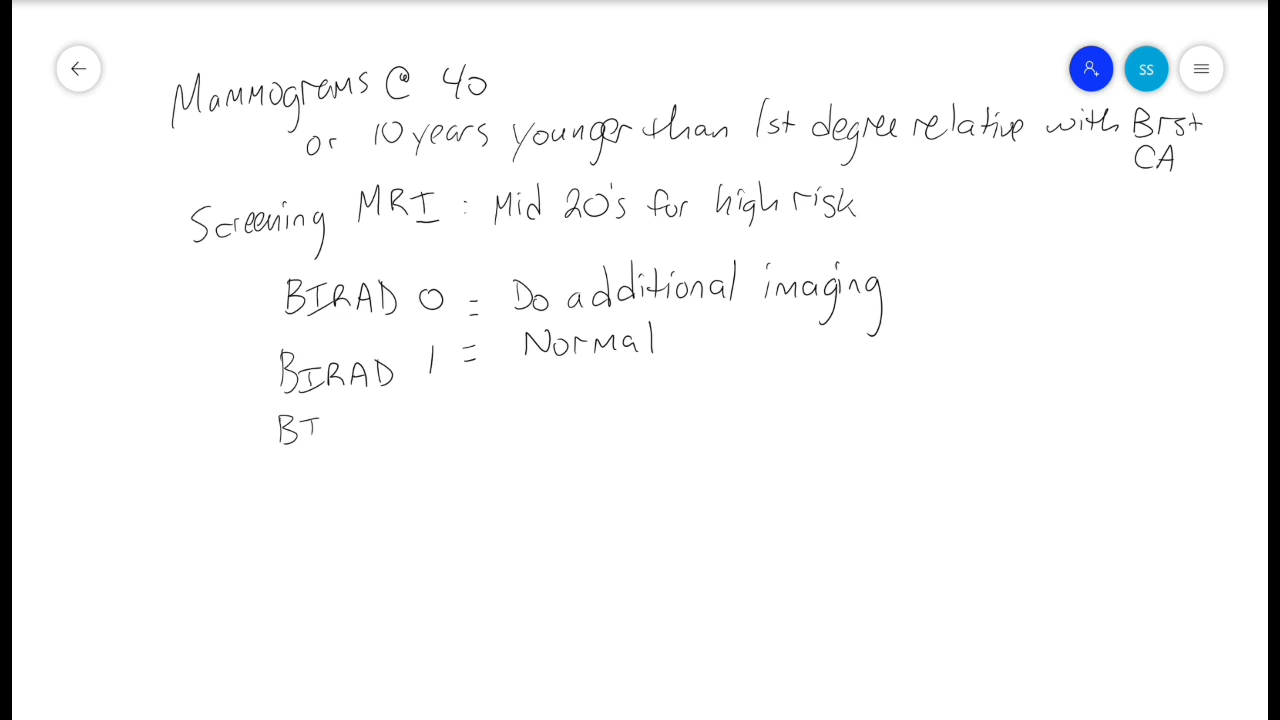 Mammograms @ 40
or 10 years younger than 1st degree relative with Brst
CA
Screening MRI : Mid 20's for high risk
BIRAD 0 = Do additional imaging
BIRAD 1 = Normal
BI
SS